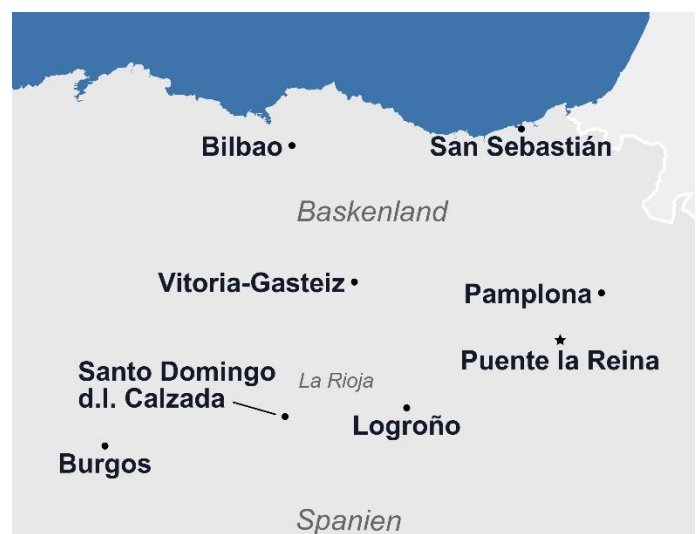 Bilbao
San Sebastián
Baskenland
Vitoria-Gasteiz
Pamplona
Puente la Reina
Santo Domingo
d.l. Calzada
La Rioja
Logroño
Burgos
Spanien